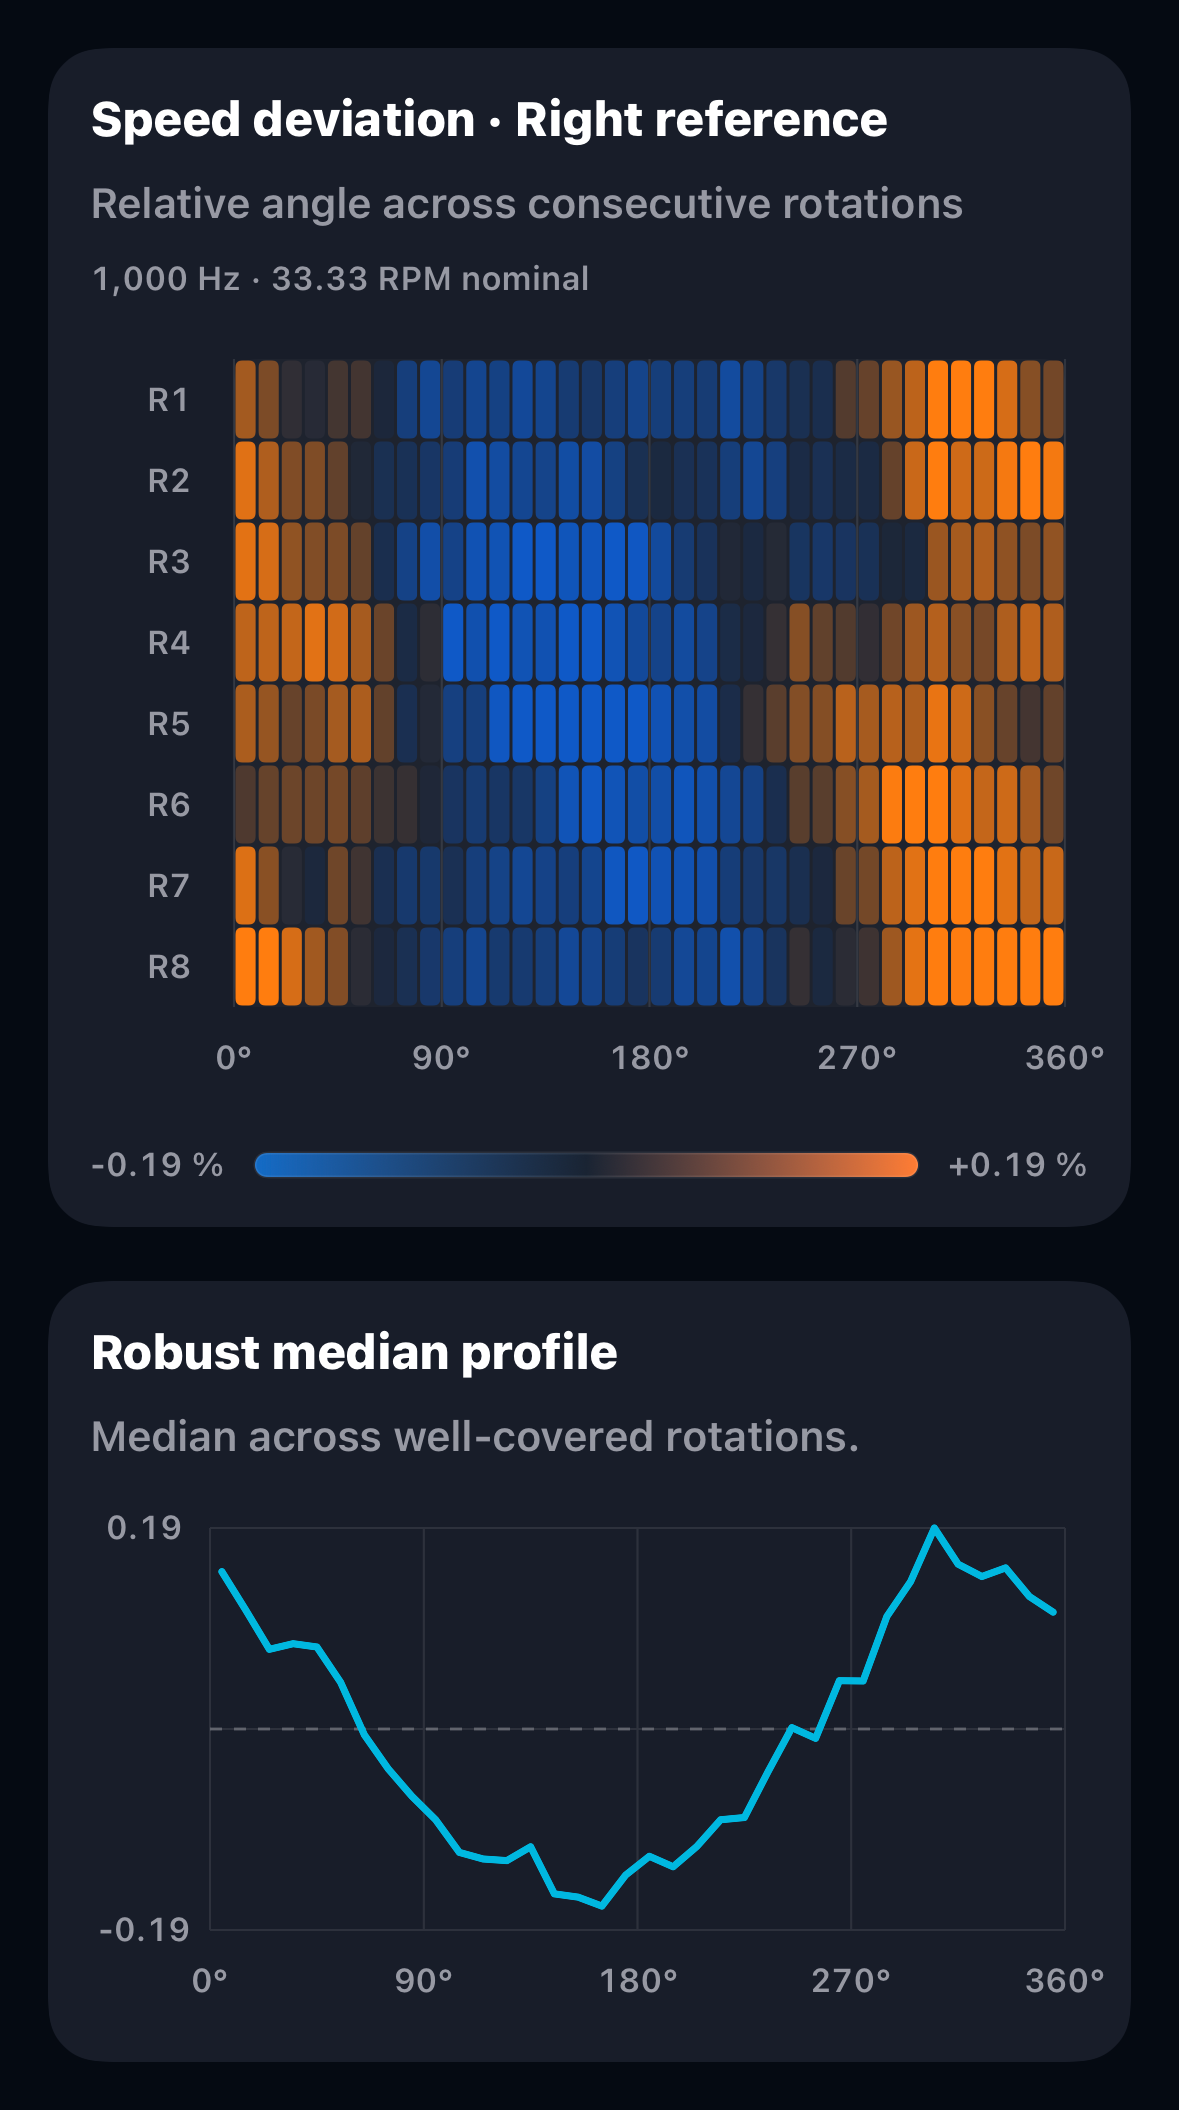 Speed deviation · Right reference
Relative angle across consecutive rotations
1,000 Hz · 33.33 RPM nominal
R1
R2
R3
R4
R5
R6
R7
R8
0° 90° 180° 270° 360°
-0.19 % +0.19 %
Robust median profile
Median across well-covered rotations.
0.19
-0.19
0° 90° 180° 270° 360°